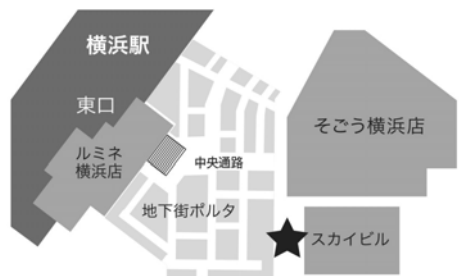 横浜駅
東口
ルミネ
横浜店
中央通路
そごう横浜店
地下街ポルタ
スカイビル